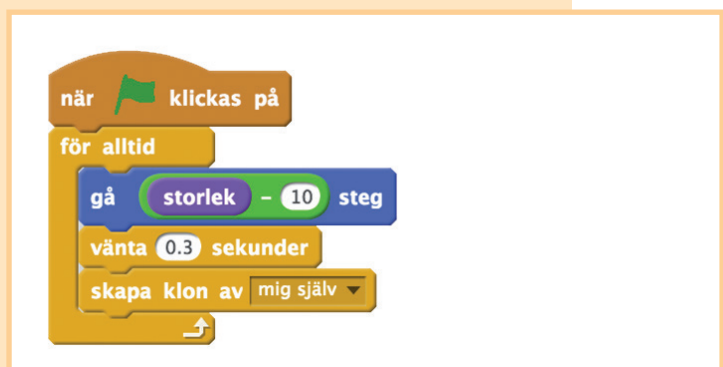 när klickas på
för alltid
gå storlek - 10 steg
vänta 0.3 sekunder
skapa klon av mig själv